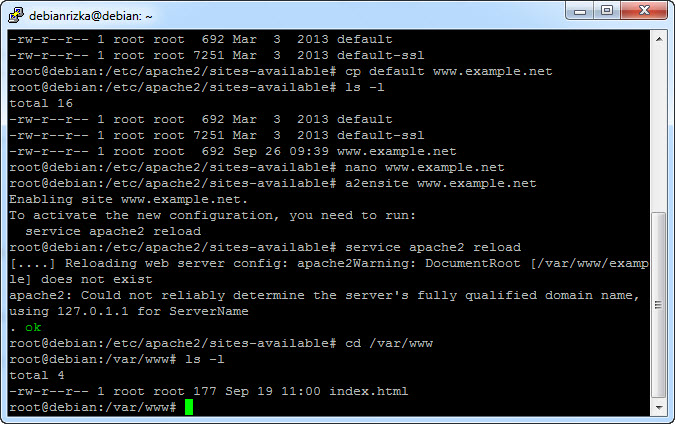 debianrizka@debian: ~
-rw-r--r-- 1 root root  692 Mar  3  2013 default
-rw-r--r-- 1 root root 7251 Mar  3  2013 default-ssl
root@debian:/etc/apache2/sites-available# cp default www.example.net
root@debian:/etc/apache2/sites-available# ls -l
total 16
-rw-r--r-- 1 root root  692 Mar  3  2013 default
-rw-r--r-- 1 root root 7251 Mar  3  2013 default-ssl
-rw-r--r-- 1 root root  692 Sep 26 09:39 www.example.net
root@debian:/etc/apache2/sites-available# nano www.example.net
root@debian:/etc/apache2/sites-available# a2ensite www.example.net
Enabling site www.example.net.
To activate the new configuration, you need to run:
  service apache2 reload
root@debian:/etc/apache2/sites-available# service apache2 reload
[....] Reloading web server config: apache2Warning: DocumentRoot [/var/www/examp
le] does not exist
apache2: Could not reliably determine the server's fully qualified domain name,
using 127.0.1.1 for ServerName
. ok
root@debian:/etc/apache2/sites-available# cd /var/www
root@debian:/var/www# ls -l
total 4
-rw-r--r-- 1 root root 177 Sep 19 11:00 index.html
root@debian:/var/www#